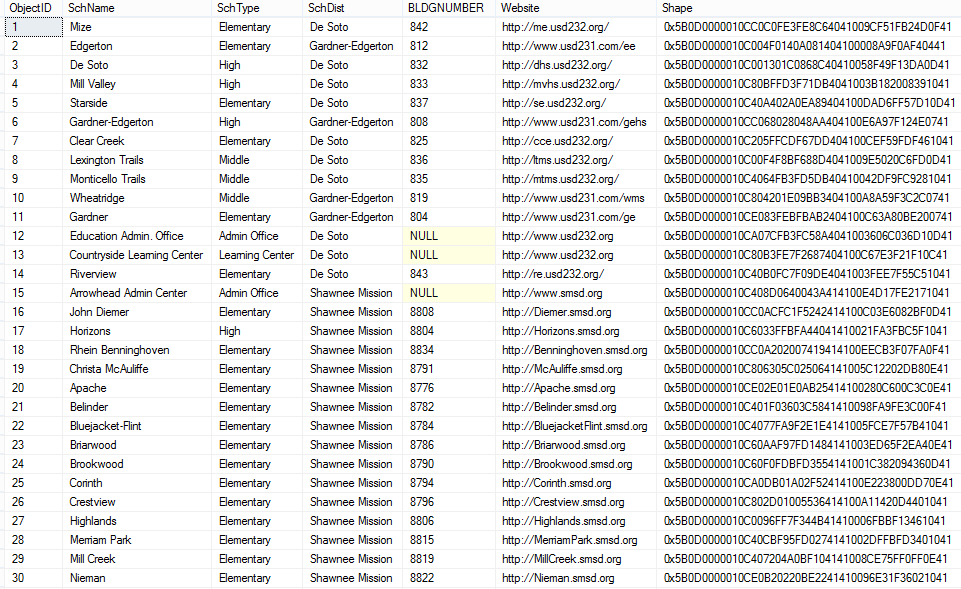 ObjectID SchName SchType SchDist BLDGNUMBER Website Shape
1 Mize Elementary De Soto 842 http://me.usd232.org/ 0x5B0D0000010CC0C0FE3FE8C64041009CF51FB24D0F41
2 Edgerton Elementary Gardner-Edgerton 812 http://www.usd231.com/ee 0x5B0D0000010C004F0140A081404100008A9F0AF40441
3 De Soto High De Soto 832 http://dhs.usd232.org/ 0x5B0D0000010C001301C0868C40410058F49F13DA0D41
4 Mill Valley High De Soto 833 http://mvhs.usd232.org/ 0x5B0D0000010C80BFFD3F71DB4041003B182008391041
5 Starside Elementary De Soto 837 http://se.usd232.org/ 0x5B0D0000010C40A402A0EA89404100DAD6FF57D10D41
6 Gardner-Edgerton High Gardner-Edgerton 808 http://www.usd231.com/gehs 0x5B0D0000010CC068028048AA404100E6A97F124E0741
7 Clear Creek Elementary De Soto 825 http://cce.usd232.org/ 0x5B0D0000010C205FFCDF67DD404100CEF59FDF461041
8 Lexington Trails Middle De Soto 836 http://ltms.usd232.org/ 0x5B0D0000010C00F4F8BF688D4041009E5020C6FD0D41
9 Monticello Trails Middle De Soto 835 http://mtms.usd232.org/ 0x5B0D0000010C4064FB3FD5DB40410042DF9FC9281041
10 Wheatridge Middle Gardner-Edgerton 819 http://www.usd231.com/wms 0x5B0D0000010C804201E09BB3404100A8A59F3C2C0741
11 Gardner Elementary Gardner-Edgerton 804 http://www.usd231.com/ge 0x5B0D0000010CE083FEBFBAB2404100C63A80BE200741
12 Education Admin. Office Admin Office De Soto NULL http://www.usd232.org 0x5B0D0000010CA07CFB3FC58A4041003606C036D10D41
13 Countryside Learning Center Learning Center De Soto NULL http://www.usd232.org 0x5B0D0000010C80B3FE7F2687404100C67E3F21F10C41
14 Riverview Elementary De Soto 843 http://re.usd232.org/ 0x5B0D0000010C40B0FC7F09DE4041003FEE7F55C51041
15 Arrowhead Admin Center Admin Office Shawnee Mission NULL http://www.smsd.org 0x5B0D0000010C408D0640043A414100E4D17FE2171041
16 John Diemer Elementary Shawnee Mission 8808 http://Diemer.smsd.org 0x5B0D0000010CC0ACFC1F5242414100C03E6082BF0D41
17 Horizons High Shawnee Mission 8804 http://Horizons.smsd.org 0x5B0D0000010C6033FFBFA44041410021FA3FBC5F1041
18 Rhein Benninghoven Elementary Shawnee Mission 8834 http://Benninghoven.smsd.org 0x5B0D0000010CC0A202007419414100EECB3F07FA0F41
19 Christa McAuliffe Elementary Shawnee Mission 8791 http://McAuliffe.smsd.org 0x5B0D0000010C806305C025064141005C12202DB80E41
20 Apache Elementary Shawnee Mission 8776 http://Apache.smsd.org 0x5B0D0000010CE02E01E0AB25414100280C600C3C0E41
21 Belinder Elementary Shawnee Mission 8782 http://Belinder.smsd.org 0x5B0D0000010C401F03603C5841410098FA9FE3C00F41
22 Bluejacket-Flint Elementary Shawnee Mission 8784 http://BluejacketFlint.smsd.org 0x5B0D0000010C4077FA9F2E1E4141005FCE7F57B41041
23 Briarwood Elementary Shawnee Mission 8786 http://Briarwood.smsd.org 0x5B0D0000010C60AAF97FD1484141003ED65F2EA40E41
24 Brookwood Elementary Shawnee Mission 8790 http://Brookwood.smsd.org 0x5B0D0000010C60F0FDBFD3554141001C382094360D41
25 Corinth Elementary Shawnee Mission 8794 http://Corinth.smsd.org 0x5B0D0000010CA0DB01A02F52414100E223800DD70E41
26 Crestview Elementary Shawnee Mission 8796 http://Crestview.smsd.org 0x5B0D0000010C802D01005536414100A11420D4401041
27 Highlands Elementary Shawnee Mission 8806 http://Highlands.smsd.org 0x5B0D0000010C0096FF7F344B41410006FBBF13461041
28 Merriam Park Elementary Shawnee Mission 8815 http://MerriamPark.smsd.org 0x5B0D0000010C40CBF95FD0274141002DFFBFD3401041
29 Mill Creek Elementary Shawnee Mission 8819 http://MillCreek.smsd.org 0x5B0D0000010C407204A0BF104141008CE75FF0FF0E41
30 Nieman Elementary Shawnee Mission 8822 http://Nieman.smsd.org 0x5B0D0000010CE0B20220BE2241410096E31F36021041